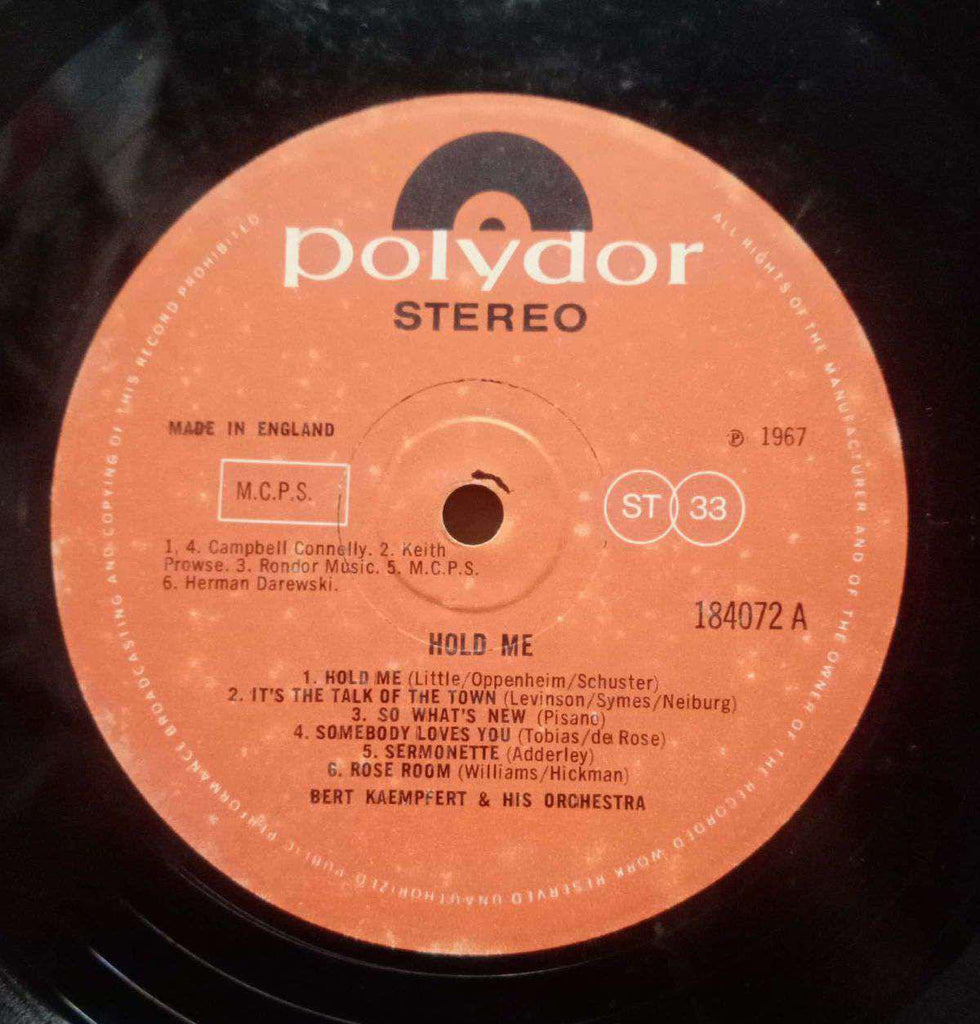 polydor
STEREO
MADE IN ENGLAND
℗ 1967
M.C.P.S.
ST 33
1, 4. Campbell Connelly. 2. Keith
Prowse. 3. Rondor Music. 5. M.C.P.S.
6. Herman Darewski.
184072 A
HOLD ME
1. HOLD ME (Little/Oppenheim/Schuster)
2. IT'S THE TALK OF THE TOWN (Levinson/Symes/Neiburg)
3. SO WHAT'S NEW (Pisano)
4. SOMEBODY LOVES YOU (Tobias/de Rose)
5. SERMONETTE (Adderley)
6. ROSE ROOM (Williams/Hickman)
BERT KAEMPFERT & HIS ORCHESTRA
ALL RIGHTS OF THE MANUFACTURER AND OF THE OWNER OF THE RECORDED WORK RESERVED UNAUTHORIZED PUBLIC PERFORMANCE BROADCASTING AND COPYING OF THIS RECORD PROHIBITED